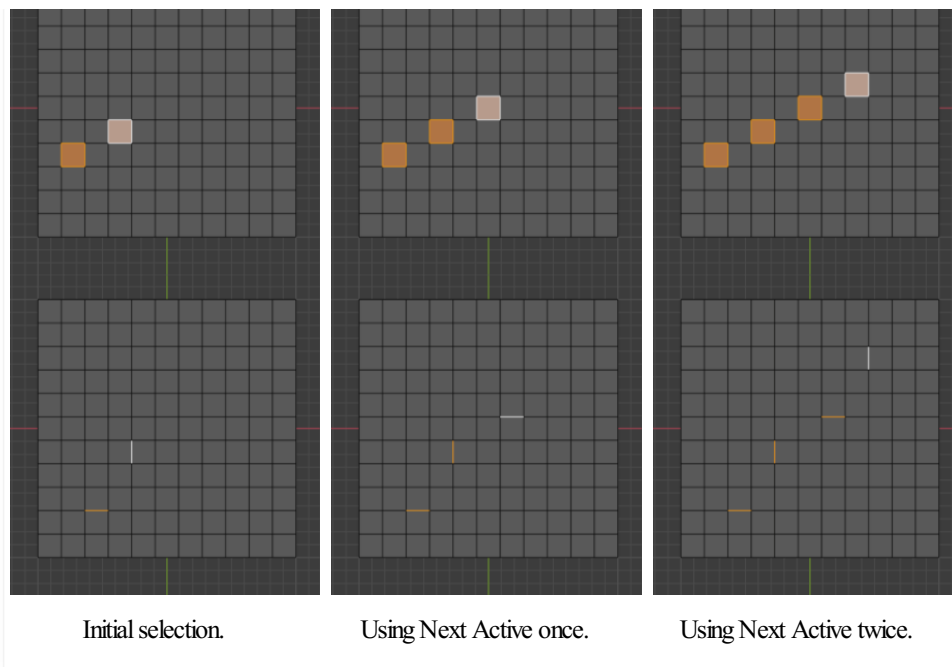 Initial selection.
Using Next Active once.
Using Next Active twice.